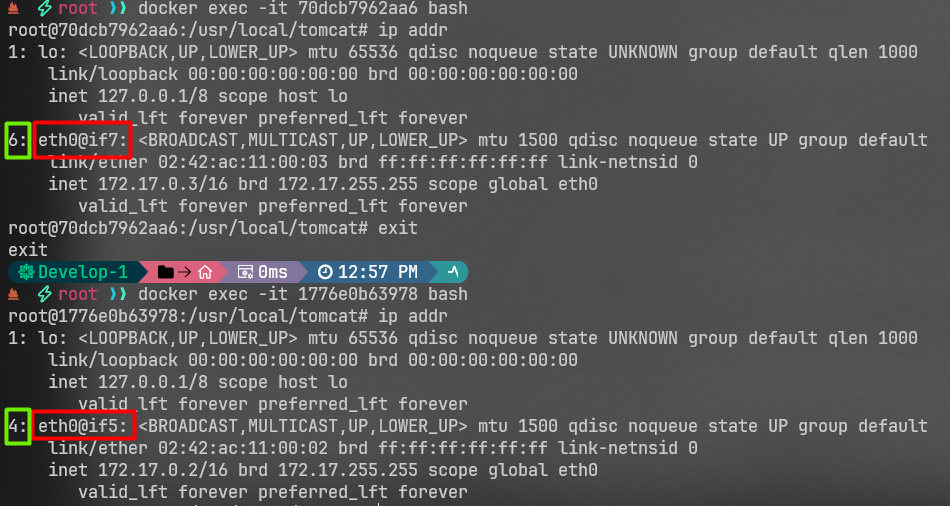 root ❯❯ docker exec -it 70dcb7962aa6 bash
root@70dcb7962aa6:/usr/local/tomcat# ip addr
1: lo: <LOOPBACK,UP,LOWER_UP> mtu 65536 qdisc noqueue state UNKNOWN group default qlen 1000
    link/loopback 00:00:00:00:00:00 brd 00:00:00:00:00:00
    inet 127.0.0.1/8 scope host lo
       valid_lft forever preferred_lft forever
6: eth0@if7: <BROADCAST,MULTICAST,UP,LOWER_UP> mtu 1500 qdisc noqueue state UP group default
    link/ether 02:42:ac:11:00:03 brd ff:ff:ff:ff:ff:ff link-netnsid 0
    inet 172.17.0.3/16 brd 172.17.255.255 scope global eth0
       valid_lft forever preferred_lft forever
root@70dcb7962aa6:/usr/local/tomcat# exit
exit
Develop-1 → 0ms 12:57 PM
root ❯❯ docker exec -it 1776e0b63978 bash
root@1776e0b63978:/usr/local/tomcat# ip addr
1: lo: <LOOPBACK,UP,LOWER_UP> mtu 65536 qdisc noqueue state UNKNOWN group default qlen 1000
    link/loopback 00:00:00:00:00:00 brd 00:00:00:00:00:00
    inet 127.0.0.1/8 scope host lo
       valid_lft forever preferred_lft forever
4: eth0@if5: <BROADCAST,MULTICAST,UP,LOWER_UP> mtu 1500 qdisc noqueue state UP group default
    link/ether 02:42:ac:11:00:02 brd ff:ff:ff:ff:ff:ff link-netnsid 0
    inet 172.17.0.2/16 brd 172.17.255.255 scope global eth0
       valid_lft forever preferred_lft forever